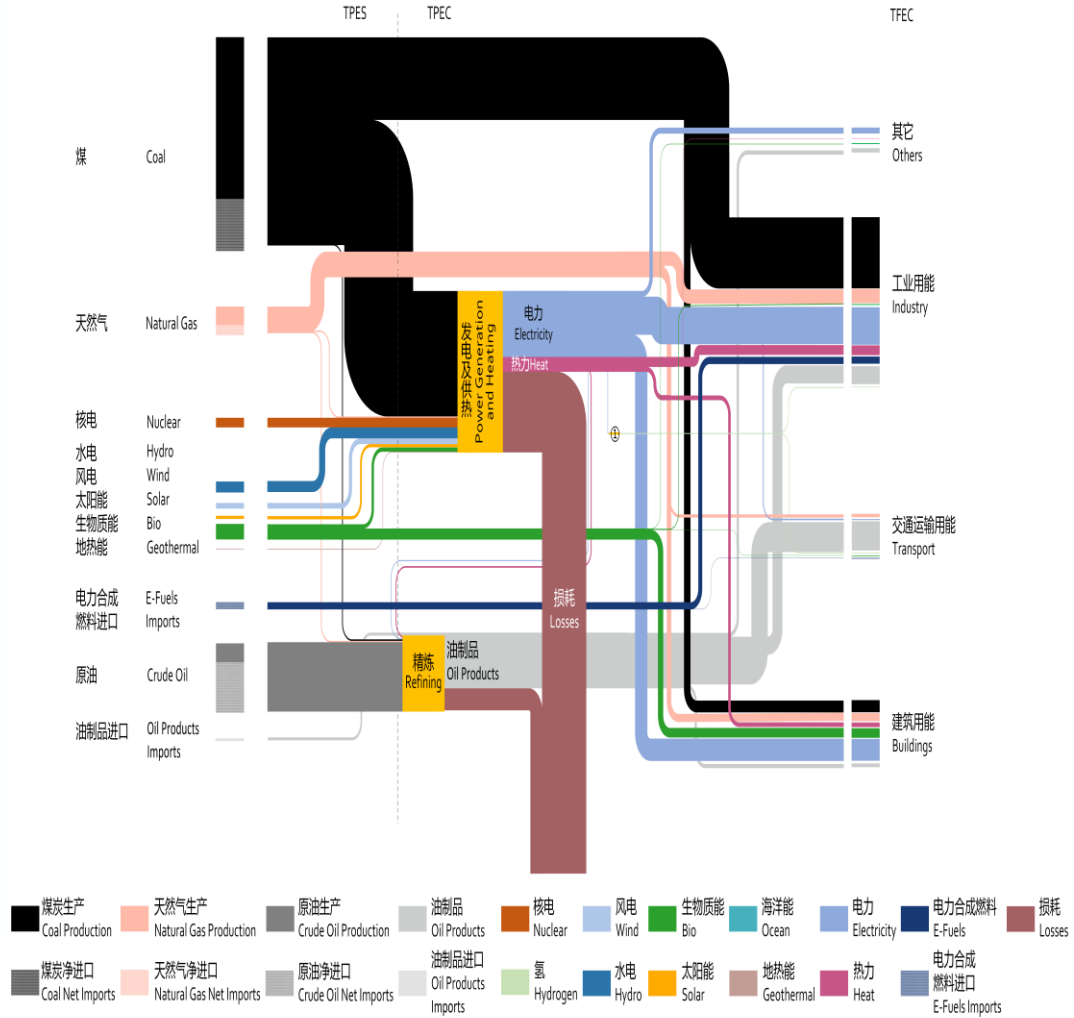 TPES
TPEC
TFEC
煤
Coal
天然气
Natural Gas
核电
Nuclear
水电
Hydro
风电
Wind
太阳能
Solar
生物质能
Bio
地热能
Geothermal
电力合成
燃料进口
E-Fuels
Imports
原油
Crude Oil
油制品进口
Oil Products
Imports
发电及供热
Power Generation
and Heating
电力
Electricity
热力Heat
①
损耗
Losses
精炼
Refining
油制品
Oil Products
其它
Others
工业用能
Industry
交通运输用能
Transport
建筑用能
Buildings
煤炭生产
Coal Production
天然气生产
Natural Gas Production
原油生产
Crude Oil Production
油制品
Oil Products
核电
Nuclear
风电
Wind
生物质能
Bio
海洋能
Ocean
电力
Electricity
电力合成燃料
E-Fuels
损耗
Losses
煤炭净进口
Coal Net Imports
天然气净进口
Natural Gas Net Imports
原油净进口
Crude Oil Net Imports
油制品进口
Oil Products
Imports
氢
Hydrogen
水电
Hydro
太阳能
Solar
地热能
Geothermal
热力
Heat
电力合成
燃料进口
E-Fuels Imports